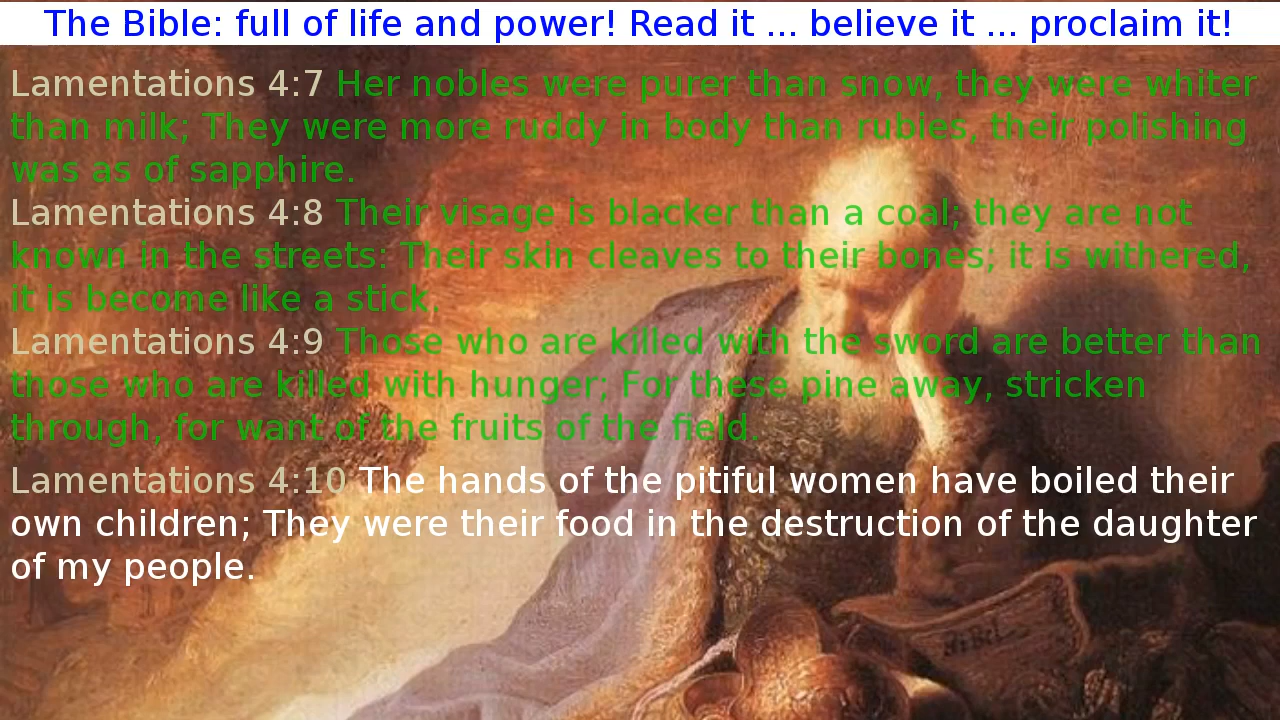 The Bible: full of life and power! Read it ... believe it ... proclaim it!
Lamentations 4:7 Her nobles were purer than snow, they were whiter
than milk; They were more ruddy in body than rubies, their polishing
was as of sapphire.
Lamentations 4:8 Their visage is blacker than a coal; they are not
known in the streets: Their skin cleaves to their bones; it is withered,
it is become like a stick.
Lamentations 4:9 Those who are killed with the sword are better than
those who are killed with hunger; For these pine away, stricken
through, for want of the fruits of the field.
Lamentations 4:10 The hands of the pitiful women have boiled their
own children; They were their food in the destruction of the daughter
of my people.
BiBeL